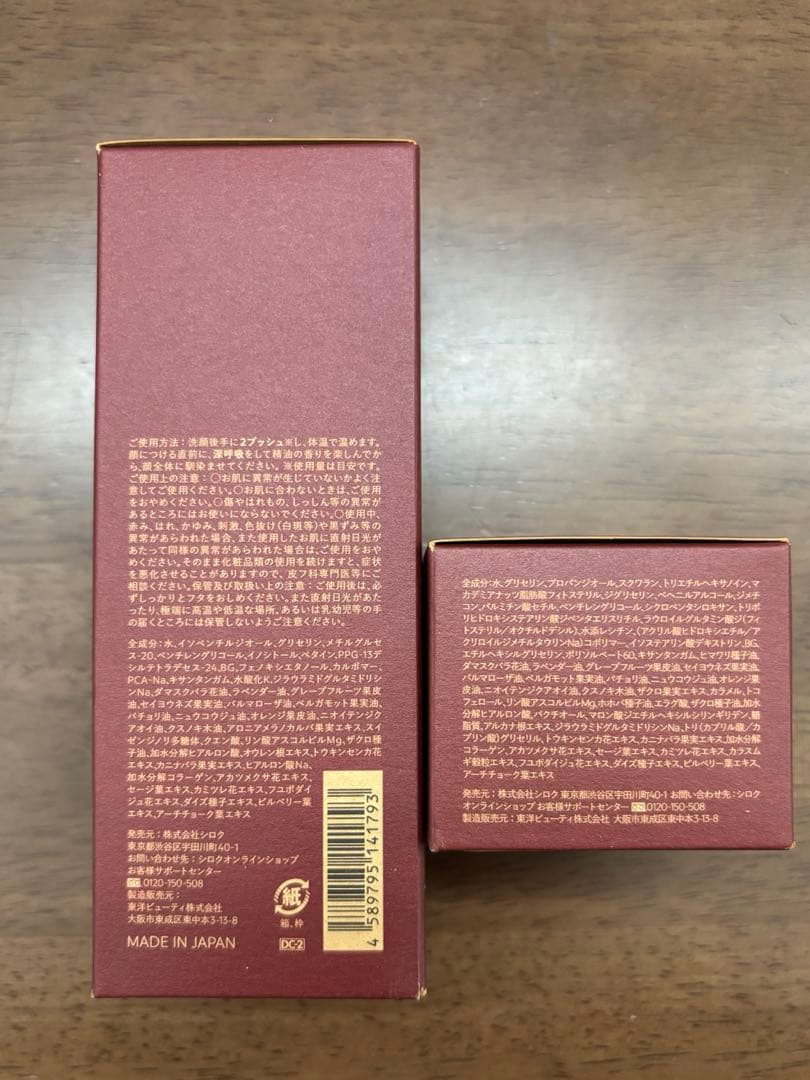 ご使用方法：洗顔後手に2プッシュ※し、体温で温めます。
顔につける直前に、深呼吸をして精油の香りを楽しんでか
ら、顔全体に馴染ませてください。※使用量は目安です。
ご使用上の注意：○お肌に異常が生じていないかよく注
意してご使用ください。○お肌に合わないときは、ご使用
をおやめください。○傷やはれもの、しっしん等の異常が
あるところにはお使いにならないでください。○使用中、
赤み、はれ、かゆみ、刺激、色抜け(白斑等)や黒ずみ等の
異常があらわれた場合、また使用したお肌に直射日光が
あたって同様の異常があらわれた場合は、ご使用をおや
めください。そのまま化粧品類の使用を続けますと、症状
を悪化させることがありますので、皮フ科専門医等にご
相談ください。保管及び取扱い上の注意：ご使用後は、必
ずしっかりとフタをおしめください。また直射日光があ
たったり、極端に高温や低温な場所、あるいは乳幼児等の手
の届くところには保管しないようご注意ください。
全成分：水、イソペンチルジオール、グリセリン、メチルグルセ
ス-20、ペンチレングリコール、イノシトール、ベタイン、PPG-13デ
シルテトラデセス-24、BG、フェノキシエタノール、カルボマー、
PCA-Na、キサンタンガム、水酸化K、ジラウラミドグルタミドリシ
ンNa、ダマスクバラ花油、ラベンダー油、グレープフルーツ果皮
油、セイヨウネズ果実油、パルマローザ油、ベルガモット果実油、
パチョリ油、ニュウコウジュ油、オレンジ果皮油、ニオイテンジク
アオイ油、クスノキ木油、アロニアメラノカルパ果実エキス、スイ
ゼンジノリ多糖体、クエン酸、リン酸アスコルビルMg、ザクロ種子
油、加水分解ヒアルロン酸、オウレン根エキス、トウキンセンカ花
エキス、カニナバラ果実エキス、ヒアルロン酸Na、
加水分解コラーゲン、アカツメクサ花エキス、
セージ葉エキス、カミツレ花エキス、フユボダイ
ジュ花エキス、ダイズ種子エキス、ビルベリー葉
エキス、アーチチョーク葉エキス
発売元：株式会社シロク
東京都渋谷区宇田川町40-1
お問い合わせ先：シロクオンラインショップ
お客様サポートセンター
0120-150-508
製造販売元：
東洋ビューティ株式会社
大阪市東成区東中本3-13-8
MADE IN JAPAN
紙
箱、枠
DC-2
4 589795 141793
全成分：水、グリセリン、プロパンジオール、スクワラン、トリエチルヘキサノイン、マ
カデミアナッツ脂肪酸フィトステリル、ジグリセリン、ベヘニルアルコール、ジメチ
コン、パルミチン酸セチル、ペンチレングリコール、シクロペンタシロキサン、トリポ
リヒドロキシステアリン酸ジペンタエリスリチル、ラウロイルグルタミン酸ジ(フィ
トステリル/オクチルドデシル)、水添レシチン、(アクリル酸ヒドロキシエチル/ア
クリロイルジメチルタウリンNa)コポリマー、イソステアリン酸デキストリン、BG、
エチルヘキシルグリセリン、ポリソルベート60、キサンタンガム、ヒマワリ種子油、
ダマスクバラ花油、ラベンダー油、グレープフルーツ果皮油、セイヨウネズ果実油、
パルマローザ油、ベルガモット果実油、パチョリ油、ニュウコウジュ油、オレンジ果
皮油、ニオイテンジクアオイ油、クスノキ木油、ザクロ果実エキス、カラメル、トコ
フェロール、リン酸アスコルビルMg、ホホバ種子油、エラグ酸、ザクロ種子油、加水
分解ヒアルロン酸、バクチオール、マロン酸ジエチルヘキシルシリンギリデン、酪
脂質、アルカナ根エキス、ジラウラミドグルタミドリシンNa、トリ(カプリル酸/カ
プリン酸)グリセリル、トウキンセンカ花エキス、カニナバラ果実エキス、加水分解
コラーゲン、アカツメクサ花エキス、セージ葉エキス、カミツレ花エキス、カラスム
ギ穀粒エキス、フユボダイジュ花エキス、ダイズ種子エキス、ビルベリー葉エキス、
アーチチョーク葉エキス
発売元：株式会社シロク 東京都渋谷区宇田川町40-1 お問い合わせ先：シロク
オンラインショップ お客様サポートセンター 0120-150-508
製造販売元：東洋ビューティ株式会社 大阪市東成区東中本3-13-8